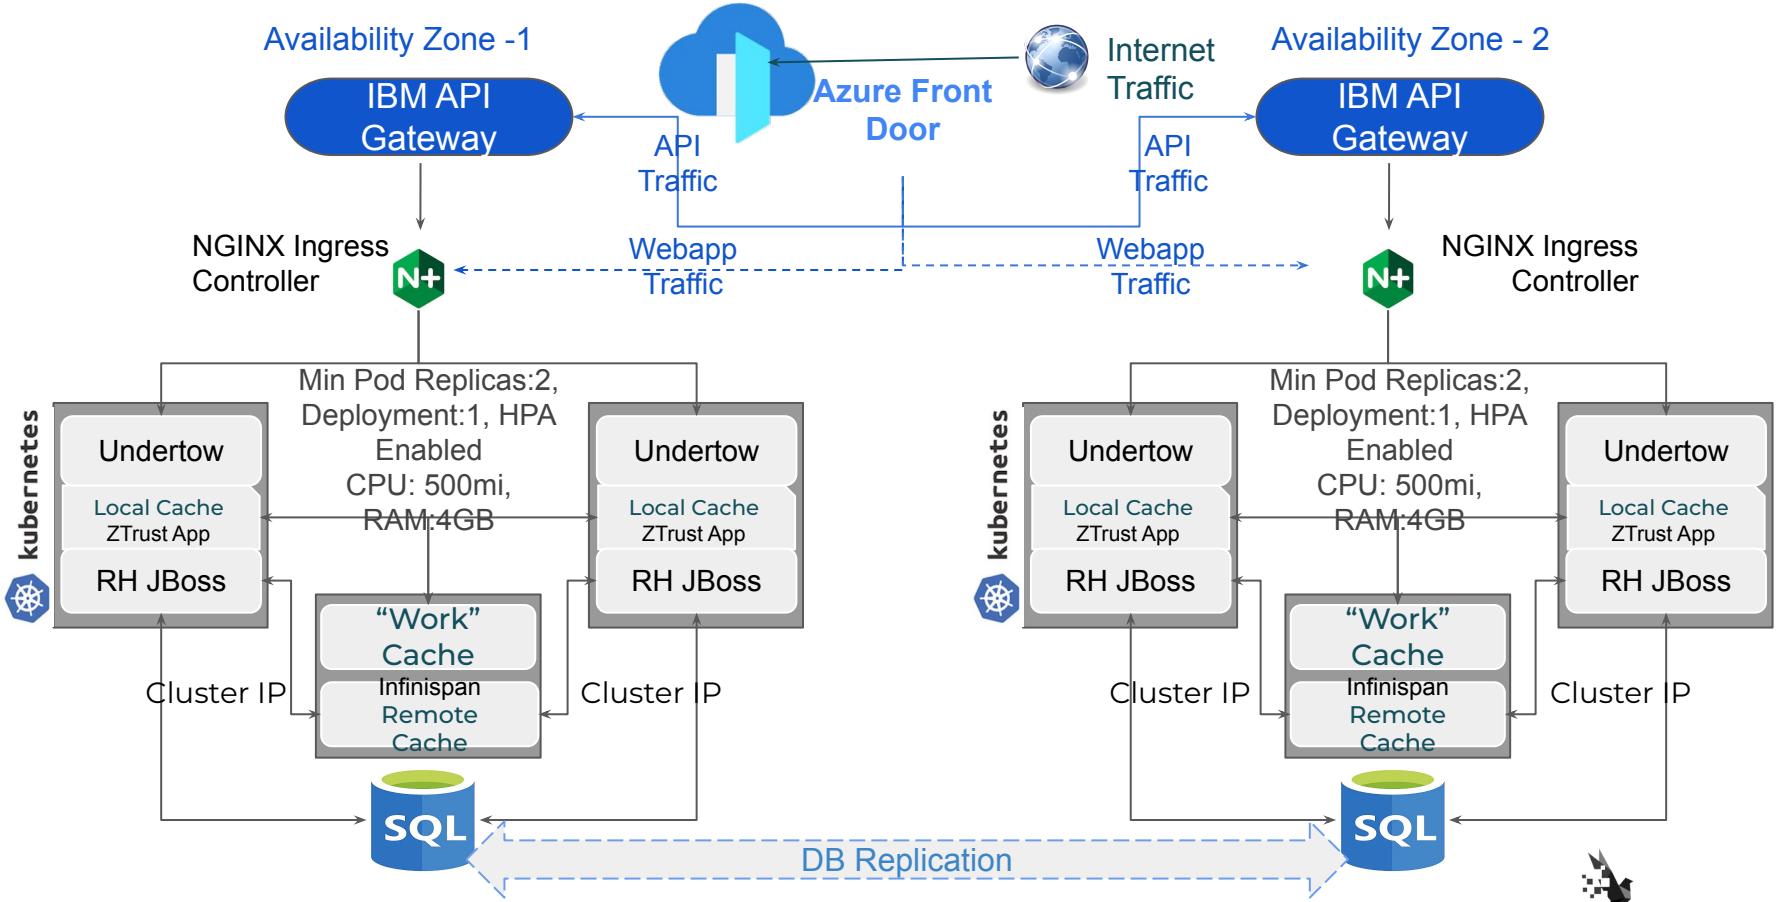 Availability Zone -1
IBM API
Gateway
Azure Front
Door
Internet
Traffic
Availability Zone - 2
IBM API
Gateway
API
Traffic
API
Traffic
NGINX Ingress
Controller
N+
Webapp
Traffic
Webapp
Traffic
N+
NGINX Ingress
Controller
kubernetes
Undertow
Local Cache
ZTrust App
RH JBoss
Min Pod Replicas:2,
Deployment:1, HPA
Enabled
CPU: 500mi,
RAM:4GB
Undertow
Local Cache
ZTrust App
RH JBoss
Cluster IP
“Work”
Cache
Infinispan
Remote
Cache
Cluster IP
SQL
kubernetes
Undertow
Local Cache
ZTrust App
RH JBoss
Min Pod Replicas:2,
Deployment:1, HPA
Enabled
CPU: 500mi,
RAM:4GB
Undertow
Local Cache
ZTrust App
RH JBoss
Cluster IP
“Work”
Cache
Infinispan
Remote
Cache
Cluster IP
SQL
DB Replication